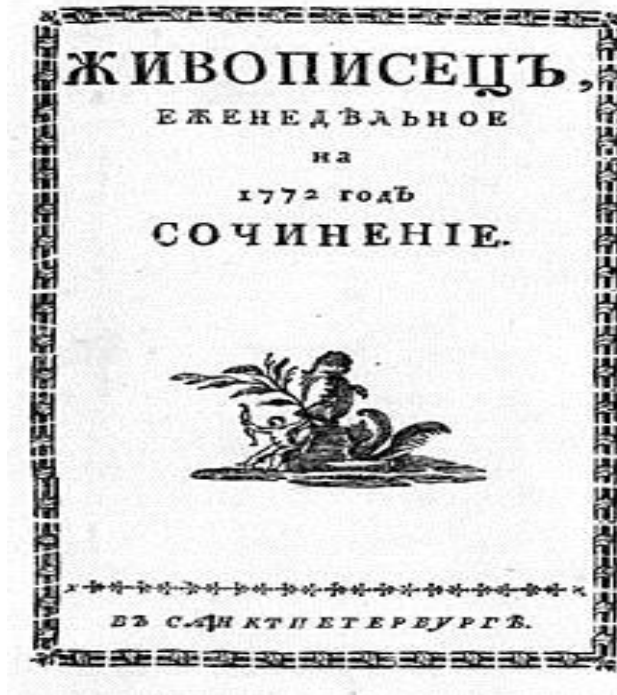 ЖИВОПИСЕЦЪ,
ЕЖЕНЕДѢЛЬНОЕ
на
1772 годЪ
СОЧИНЕНІЕ.
ВЪ САНКТПЕТЕРБУРГѢ.